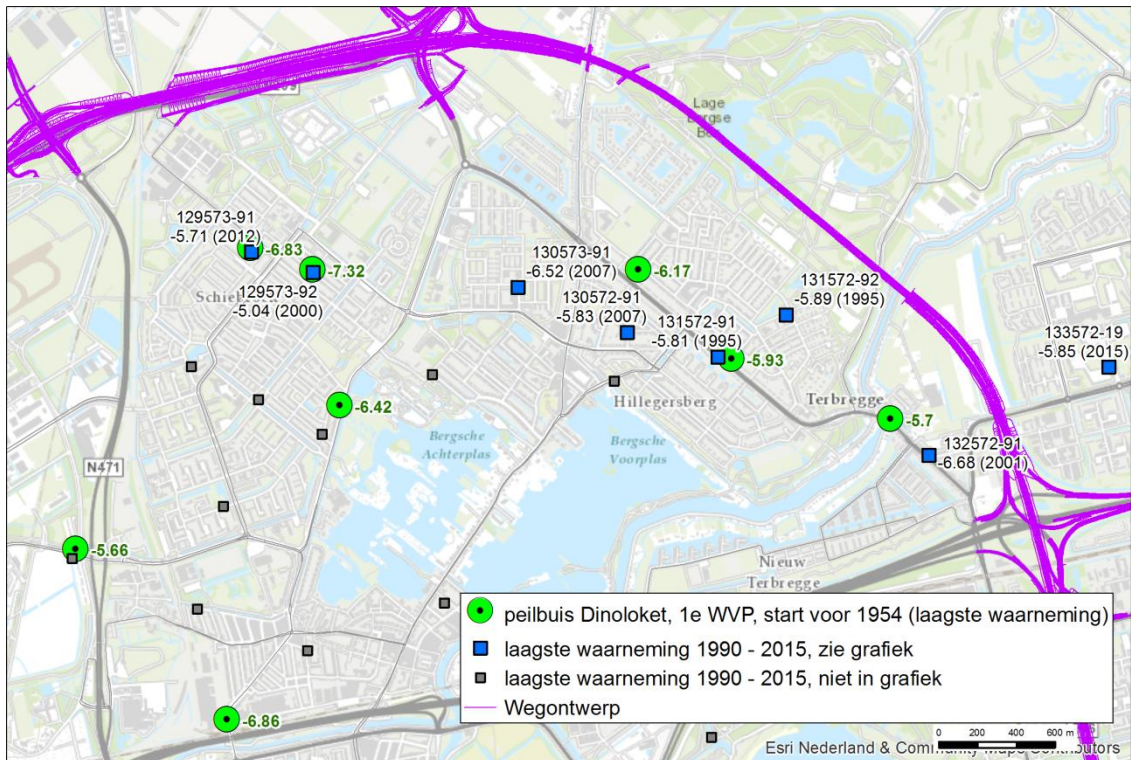 Lage
Bergse
Bos
129573-91
-5.71 (2012)
-6.83
-7.32
129573-92
-5.04 (2000)
130573-91
-6.52 (2007)
-6.17
130572-91
-5.83 (2007)
131572-91
-5.81 (1995)
131572-92
-5.89 (1995)
-5.93
133572-19
-5.85 (2015)
-6.42
Hillegersberg
Terbregge
-5.7
Bergsche
Achterplas
Bergsche
Voorplas
132572-91
-6.68 (2001)
N471
-5.66
Nieuw
Terbregge
-6.86
peilbuis Dinoloket, 1e WVP, start voor 1954 (laagste waarneming)
laagste waarneming 1990 - 2015, zie grafiek
laagste waarneming 1990 - 2015, niet in grafiek
Wegontwerp
0 200 400 600 m
Esri Nederland & Community Maps Contributors